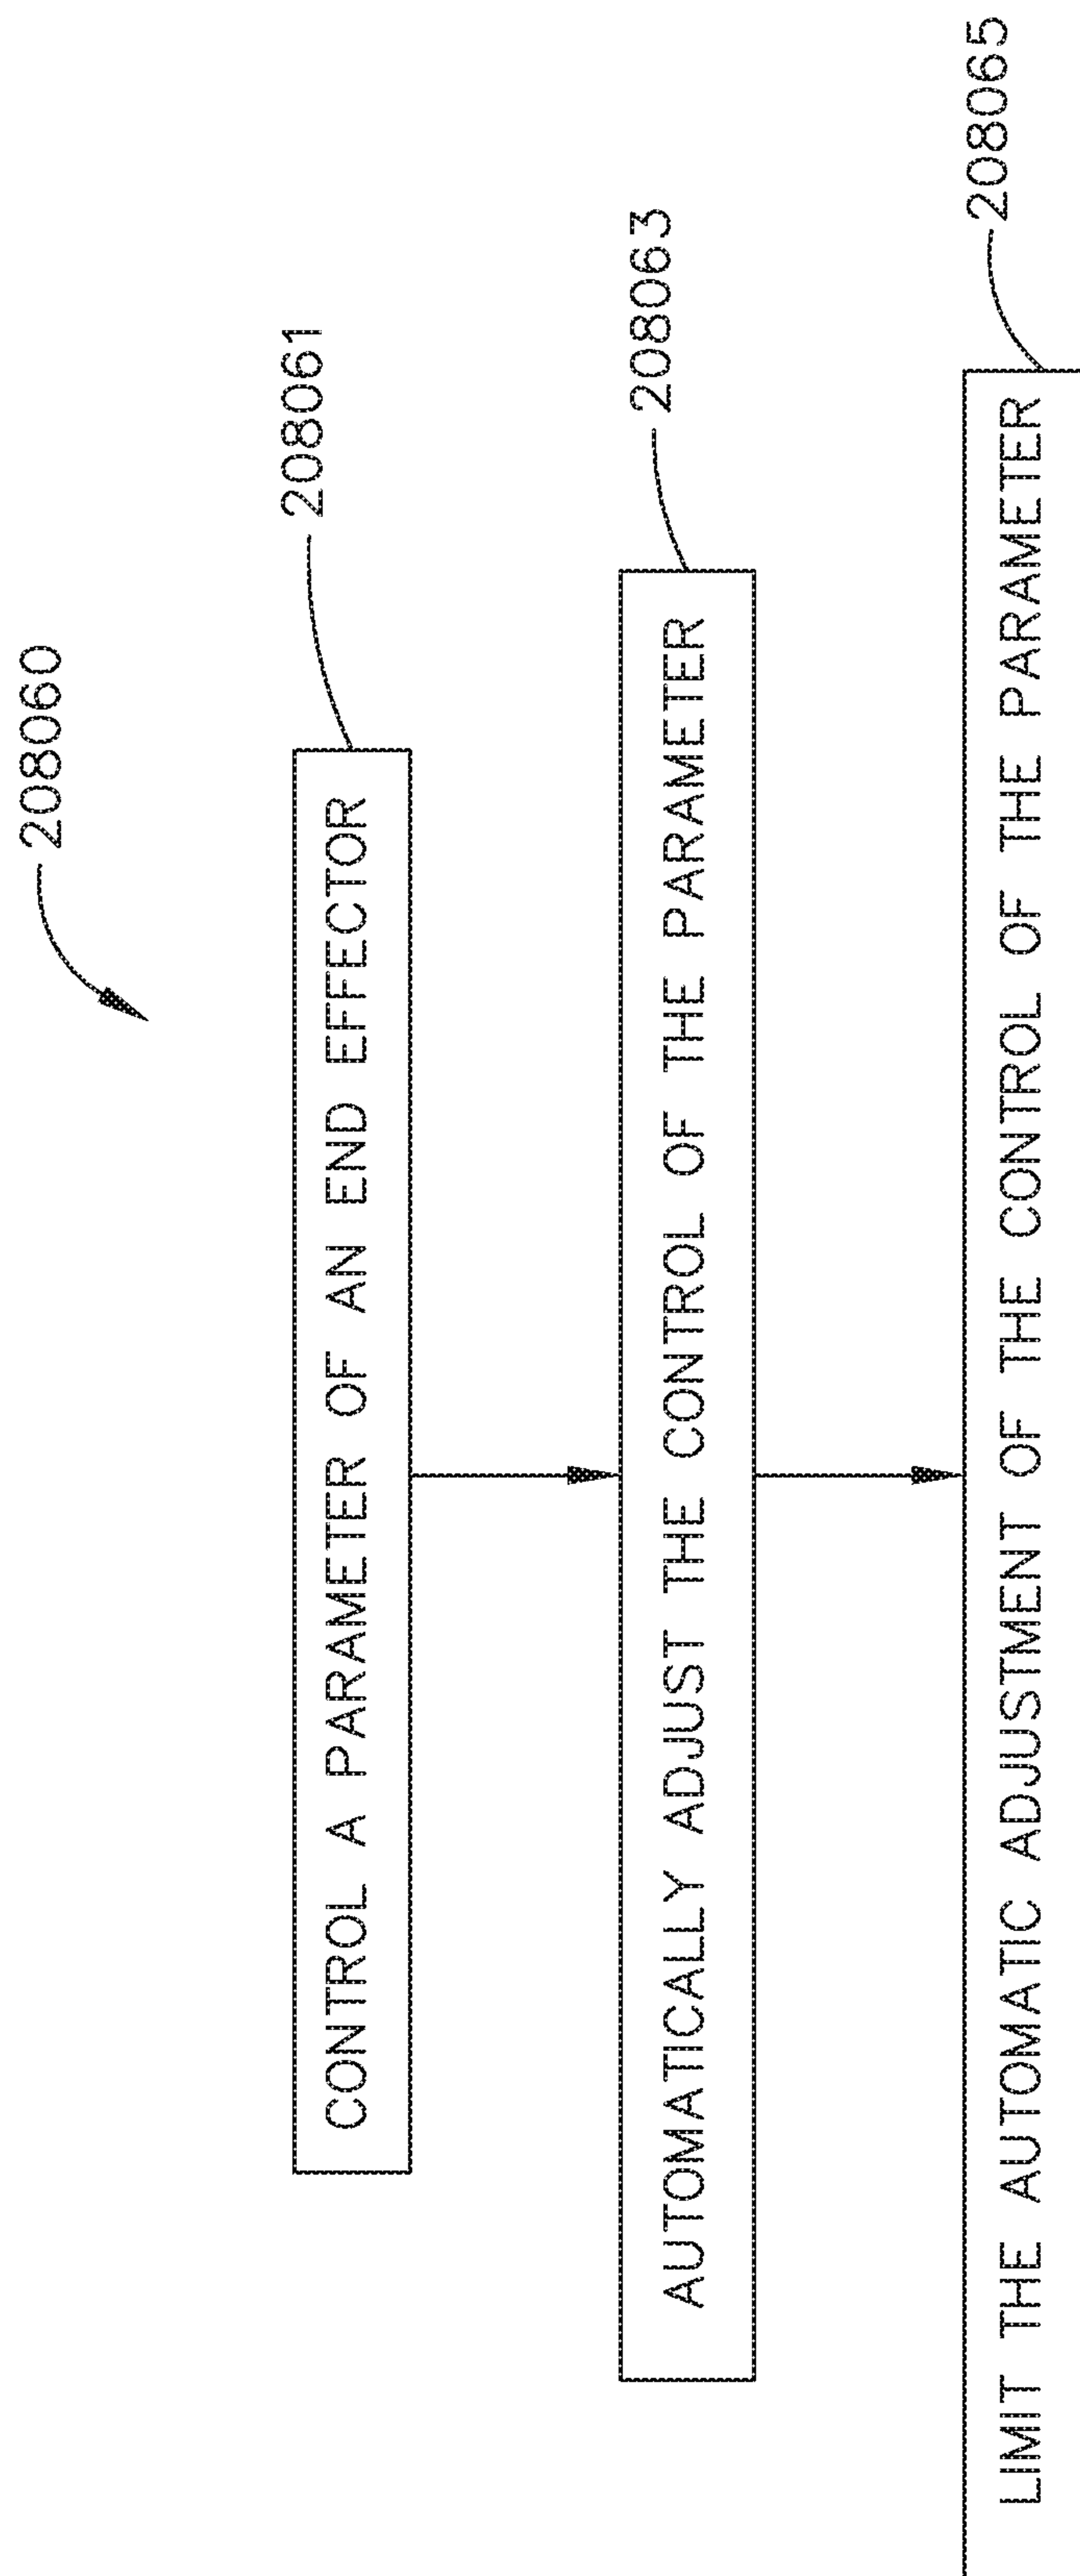 208060
208061
CONTROL A PARAMETER OF AN END EFFECTOR
208063
AUTOMATICALLY ADJUST THE CONTROL OF THE PARAMETER
208065
LIMIT THE AUTOMATIC ADJUSTMENT OF THE CONTROL OF THE PARAMETER